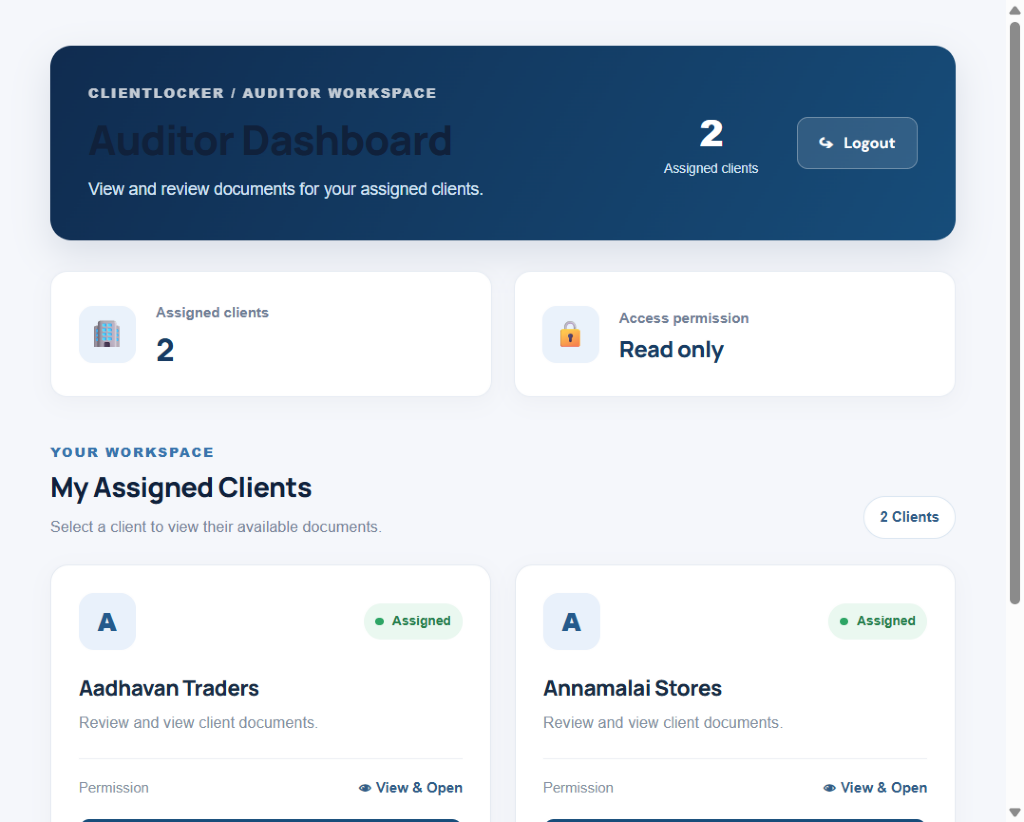 CLIENTLOCKER / AUDITOR WORKSPACE
Auditor Dashboard
View and review documents for your assigned clients.
2
Assigned clients
Logout
Assigned clients
2
Access permission
Read only
YOUR WORKSPACE
My Assigned Clients
Select a client to view their available documents.
2 Clients
A
Assigned
Aadhavan Traders
Review and view client documents.
Permission
View & Open
A
Assigned
Annamalai Stores
Review and view client documents.
Permission
View & Open